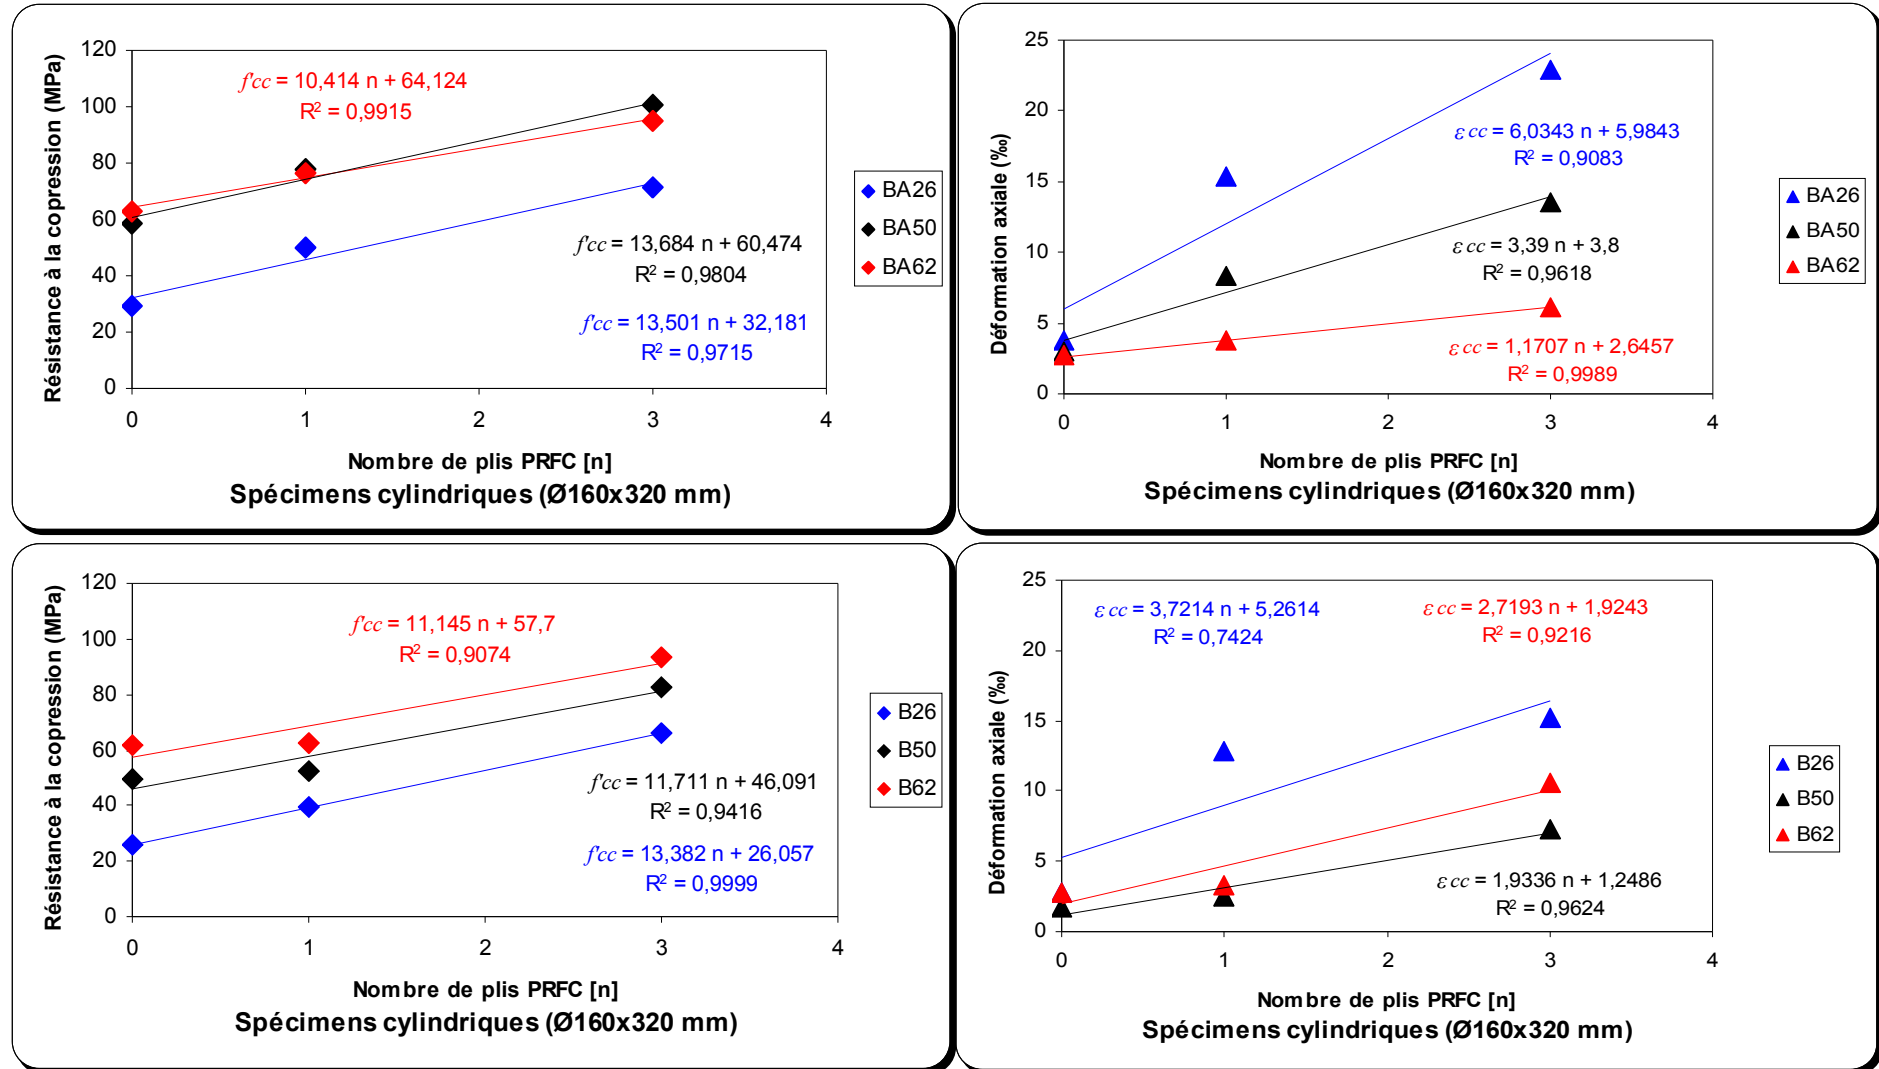 120
100
80
60
40
20
0
0 1 2 3 4
Résistance à la copression (MPa)
f'cc = 10,414 n + 64,124
R² = 0,9915
f'cc = 13,684 n + 60,474
R² = 0,9804
f'cc = 13,501 n + 32,181
R² = 0,9715
BA26
BA50
BA62
Nombre de plis PRFC [n]
Spécimens cylindriques (Ø160x320 mm)
25
20
15
10
5
0
0 1 2 3 4
Déformation axiale (‰)
ε cc = 6,0343 n + 5,9843
R² = 0,9083
ε cc = 3,39 n + 3,8
R² = 0,9618
ε cc = 1,1707 n + 2,6457
R² = 0,9989
BA26
BA50
BA62
Nombre de plis PRFC [n]
Spécimens cylindriques (Ø160x320 mm)
120
100
80
60
40
20
0
0 1 2 3 4
Résistance à la copression (MPa)
f'cc = 11,145 n + 57,7
R² = 0,9074
f'cc = 11,711 n + 46,091
R² = 0,9416
f'cc = 13,382 n + 26,057
R² = 0,9999
B26
B50
B62
Nombre de plis PRFC [n]
Spécimens cylindriques (Ø160x320 mm)
25
20
15
10
5
0
0 1 2 3 4
Déformation axiale (‰)
ε cc = 3,7214 n + 5,2614
R² = 0,7424
ε cc = 2,7193 n + 1,9243
R² = 0,9216
ε cc = 1,9336 n + 1,2486
R² = 0,9624
B26
B50
B62
Nombre de plis PRFC [n]
Spécimens cylindriques (Ø160x320 mm)